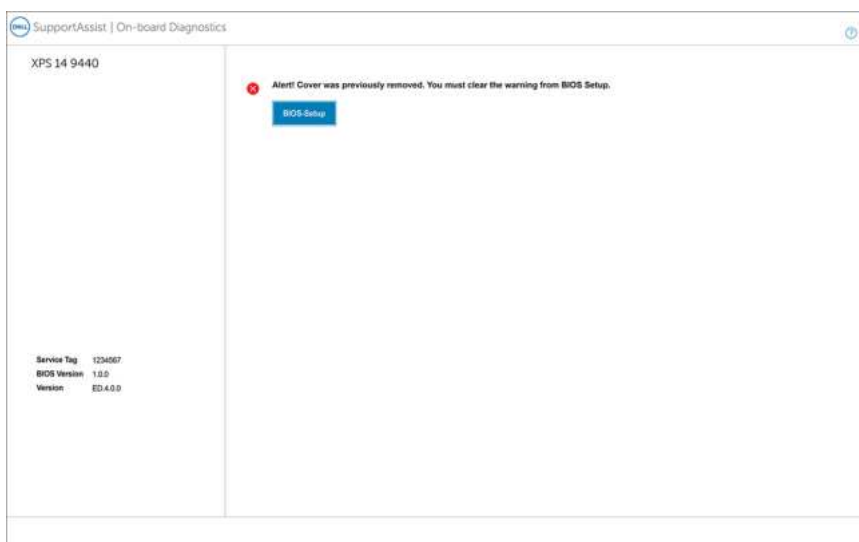 DELL SupportAssist | On-board Diagnostics
XPS 14 9440
Alert! Cover was previously removed. You must clear the warning from BIOS Setup.
BIOS-Setup
Service Tag 1234567
BIOS Version 1.0.0
Version ED.4.0.0